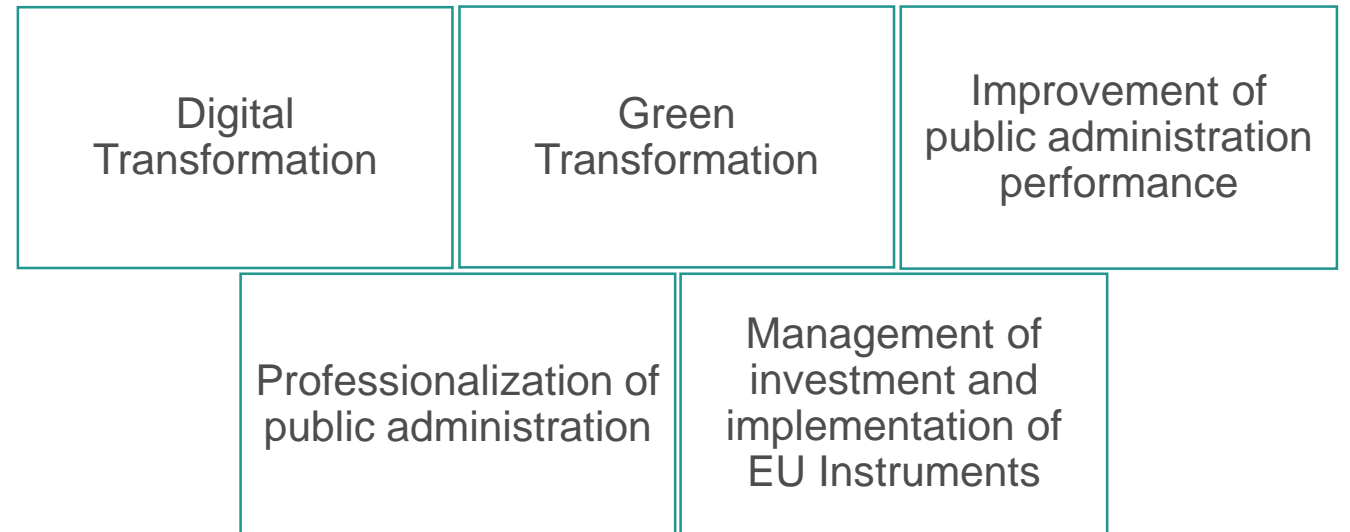 Digital
Transformation
Green
Transformation
Improvement of
public administration
performance
Professionalization of
public administration
Management of
investment and
implementation of
EU Instruments